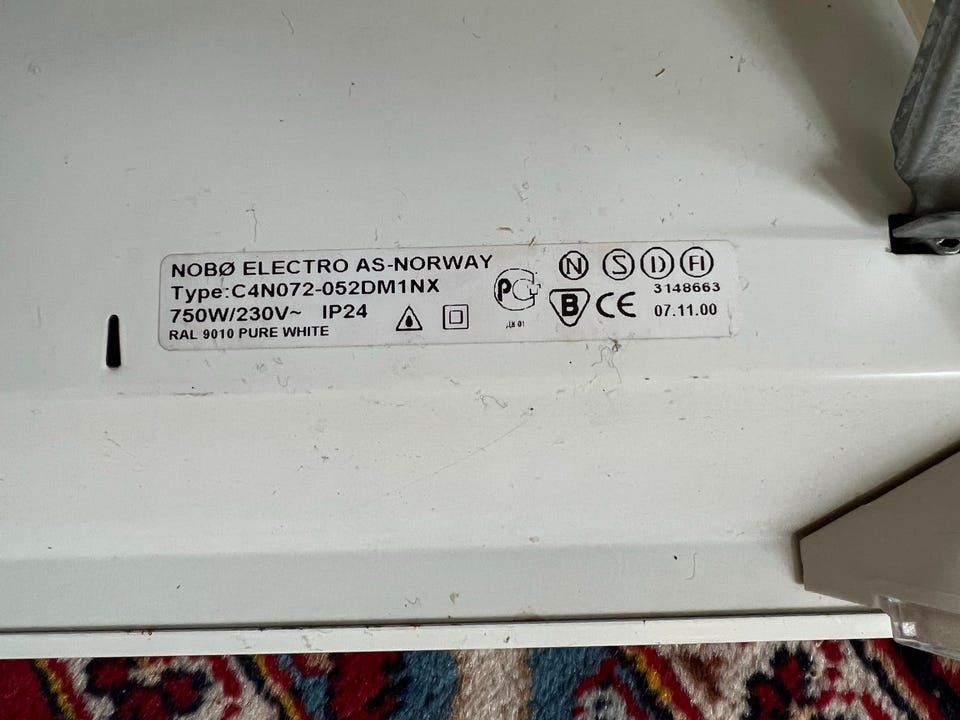 NOBØ ELECTRO AS-NORWAY
Type:C4N072-052DM1NX
750W/230V~ IP24
RAL 9010 PURE WHITE
PC
N S D FI
3148663
B CE 07.11.00